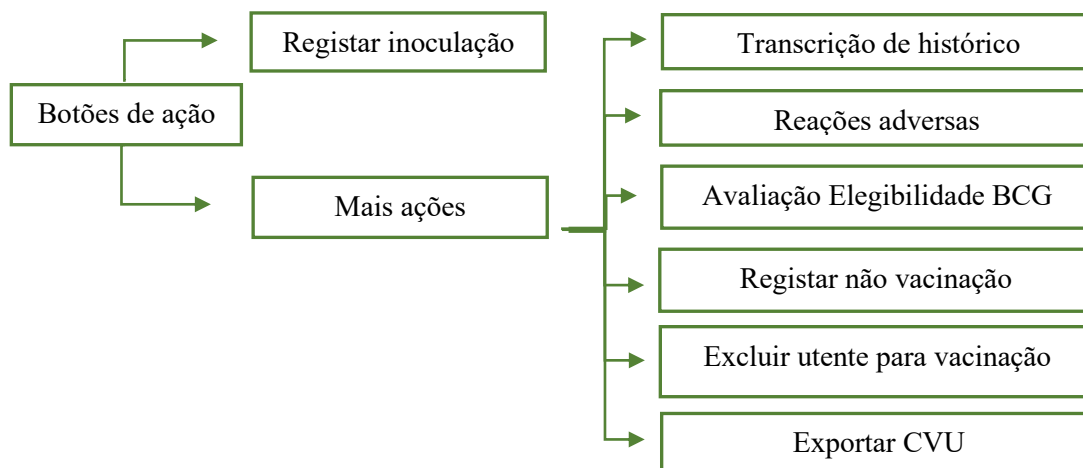 Botões de ação
Registar inoculação
Mais ações
Transcrição de histórico
Reações adversas
Avaliação Elegibilidade BCG
Registar não vacinação
Excluir utente para vacinação
Exportar CVU